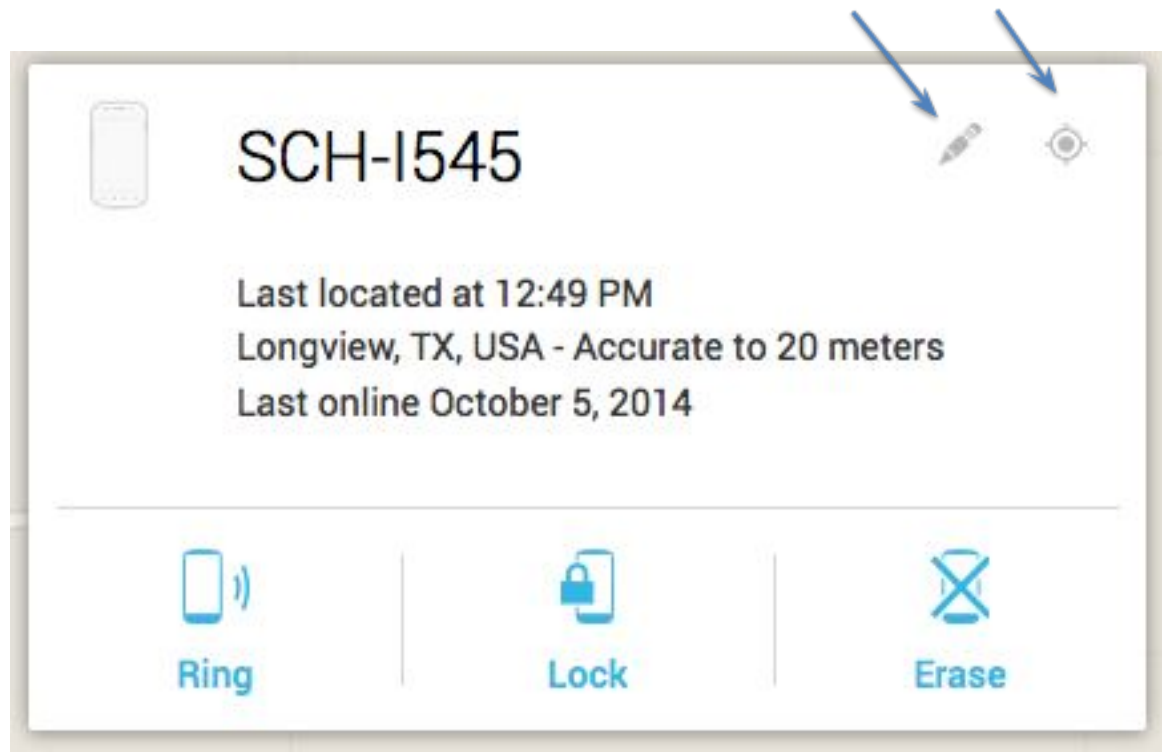 SCH-I545
Last located at 12:49 PM
Longview, TX, USA - Accurate to 20 meters
Last online October 5, 2014
Ring
Lock
Erase